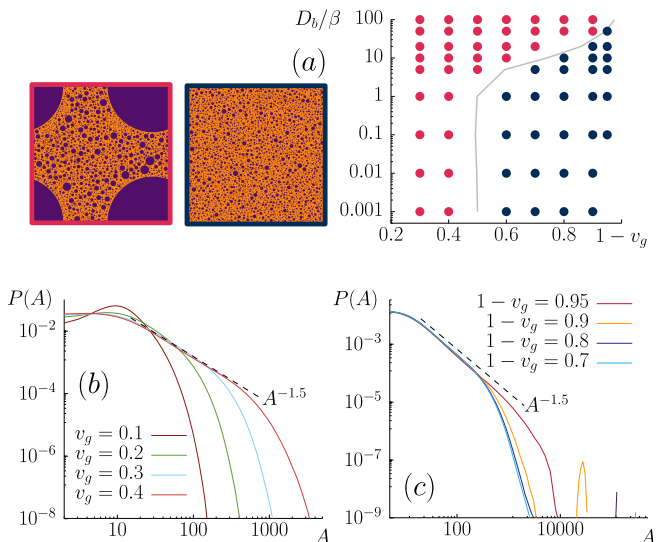 D_b/β
(a)
100
10
1
0.1
0.01
0.001
0.2 0.4 0.6 0.8 1 − v_g
P(A)
10^{-2}
10^{-4}
10^{-6}
10^{-8}
(b)
A^{-1.5}
v_g = 0.1
v_g = 0.2
v_g = 0.3
v_g = 0.4
10 100 1000 A
P(A)
10^{-3}
10^{-5}
10^{-7}
10^{-9}
1 − v_g = 0.95
1 − v_g = 0.9
1 − v_g = 0.8
1 − v_g = 0.7
A^{-1.5}
(c)
100 10000 A